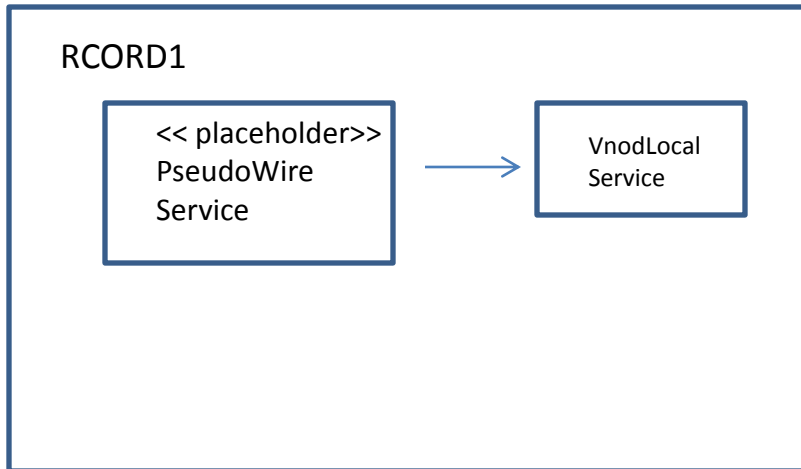 RCORD1
<< placeholder>>
PseudoWire
Service
VnodLocal
Service